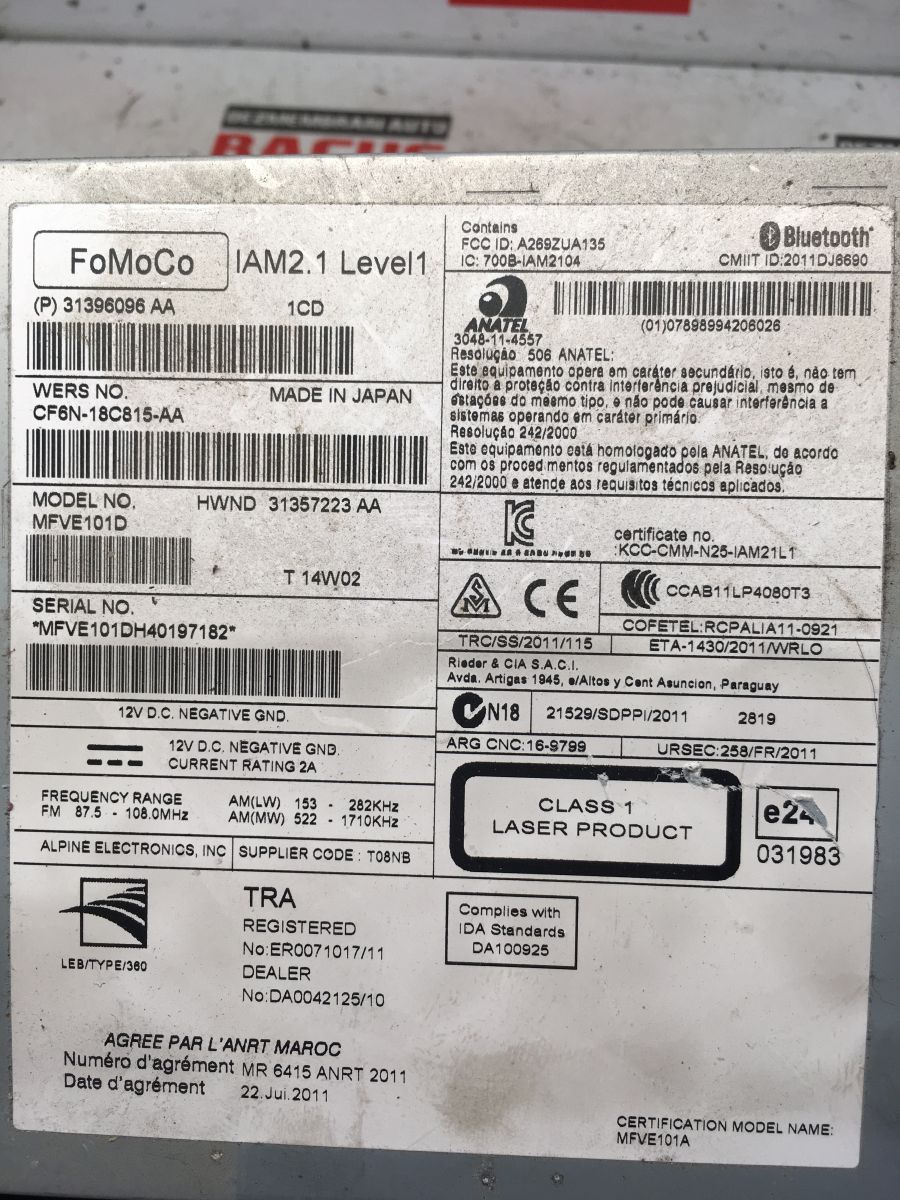 DEZMEMBRARI AUTO
BACUS
FoMoCo
IAM2.1 Level1
(P) 31396096 AA
1CD
WERS NO.
MADE IN JAPAN
CF6N-18C815-AA
MODEL NO.
HWND 31357223 AA
MFVE101D
T 14W02
SERIAL NO.
*MFVE101DH40197182*
12V D.C. NEGATIVE GND.
12V D.C. NEGATIVE GND.
CURRENT RATING 2A
FREQUENCY RANGE
FM 87.5 - 108.0MHz
AM(LW) 153 - 282KHz
AM(MW) 522 - 1710KHz
ALPINE ELECTRONICS, INC
SUPPLIER CODE : T08NB
Contains
FCC ID: A269ZUA135
IC: 700B-IAM2104
Bluetooth
CMIIT ID:2011DJ6690
ANATEL
3048-11-4557
(01)07898994206026
Resolução 506 ANATEL:
Este equipamento opera em caráter secundário, isto é, não tem
direito a proteção contra interferência prejudicial, mesmo de
estações do mesmo tipo, e não pode causar interferência a
sistemas operando em caráter primário.
Resolução 242/2000
Este equipamento está homologado pela ANATEL, de acordo
com os procedimentos regulamentados pela Resolução
242/2000 e atende aos requisitos técnicos aplicados.
certificate no.
:KCC-CMM-N25-IAM21L1
CE
CCAB11LP4080T3
COFETEL:RCPALIA11-0921
TRC/SS/2011/115
ETA-1430/2011/WRLO
Rieder & CIA S.A.C.I.
Avda. Artigas 1945, e/Altos y Cent Asuncion, Paraguay
N18
21529/SDPPI/2011
2819
ARG CNC:16-9799
URSEC:258/FR/2011
CLASS 1
LASER PRODUCT
e24
031983
LEB/TYPE/360
TRA
REGISTERED
No:ER0071017/11
DEALER
No:DA0042125/10
Complies with
IDA Standards
DA100925
AGREE PAR L'ANRT MAROC
Numéro d'agrément MR 6415 ANRT 2011
Date d'agrément 22.Jui.2011
CERTIFICATION MODEL NAME:
MFVE101A